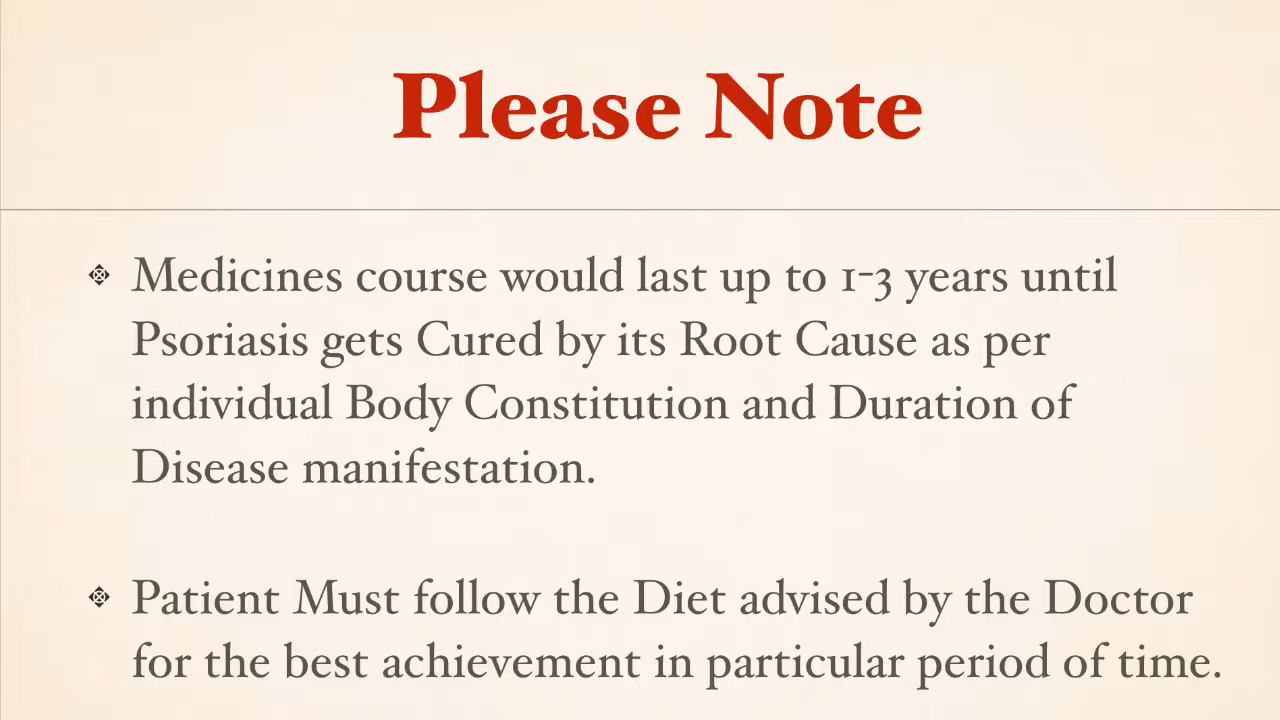 Please Note
Medicines course would last up to 1-3 years until
Psoriasis gets Cured by its Root Cause as per
individual Body Constitution and Duration of
Disease manifestation.
Patient Must follow the Diet advised by the Doctor
for the best achievement in particular period of time.